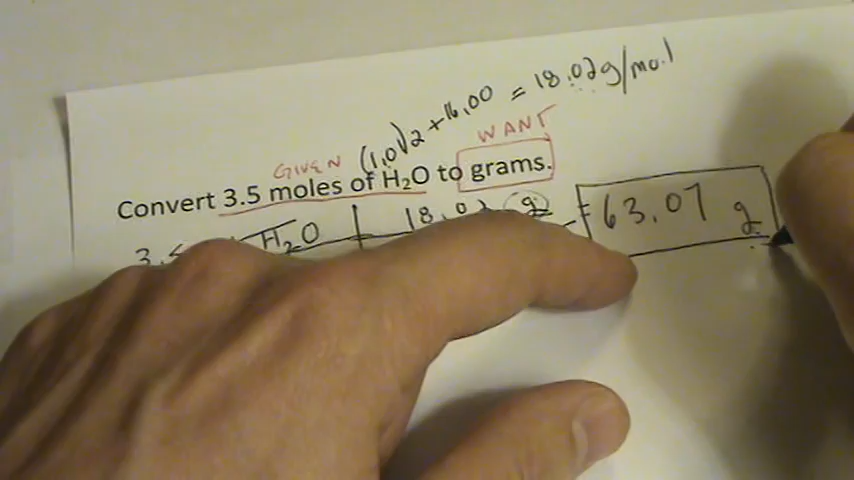 (1.01)2 + 16.00 = 18.02 g/mol
GIVEN WANT
Convert 3.5 moles of H₂O to grams.
H₂O 18.02 g = 63.07 g